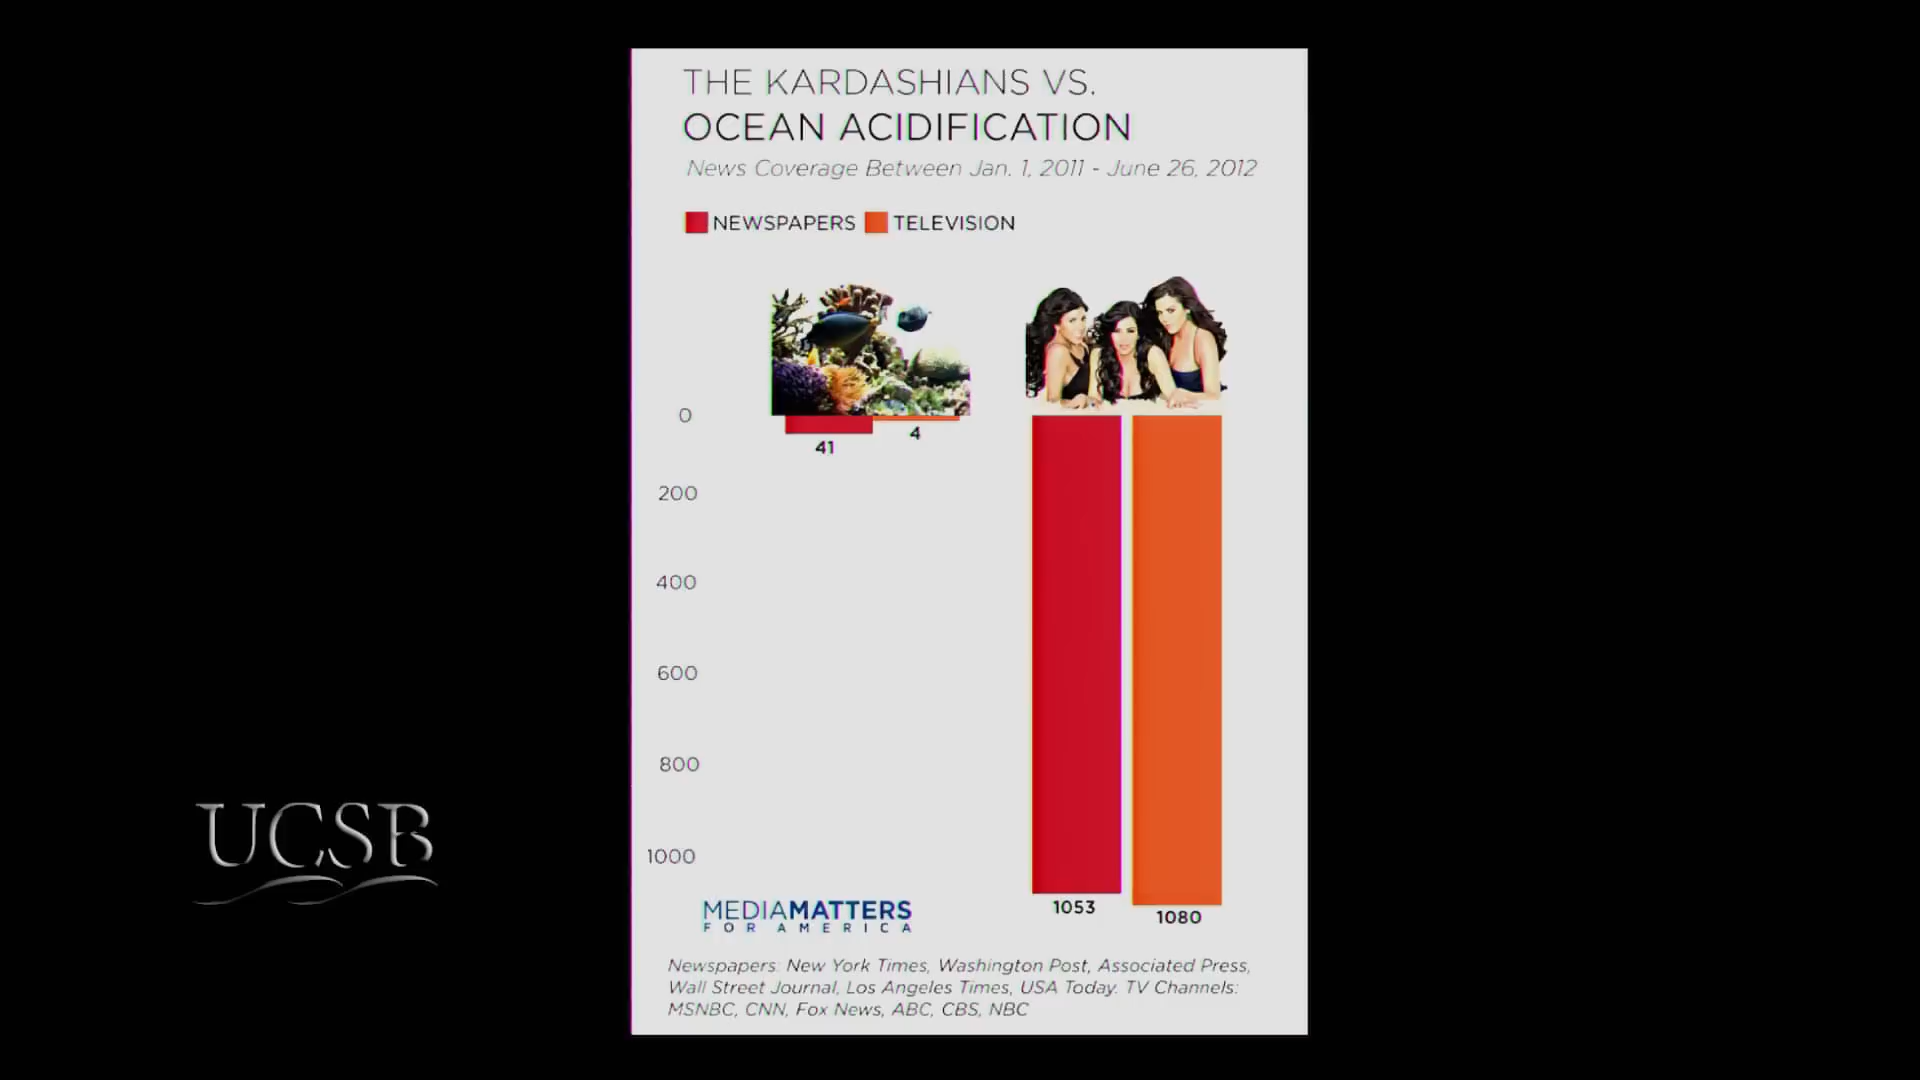 THE KARDASHIANS VS.
OCEAN ACIDIFICATION
News Coverage Between Jan. 1, 2011 - June 26, 2012
NEWSPAPERS TELEVISION
0
200
400
600
800
1000
41
4
1053
1080
MEDIAMATTERS
FOR AMERICA
Newspapers: New York Times, Washington Post, Associated Press,
Wall Street Journal, Los Angeles Times, USA Today. TV Channels:
MSNBC, CNN, Fox News, ABC, CBS, NBC
UCSB